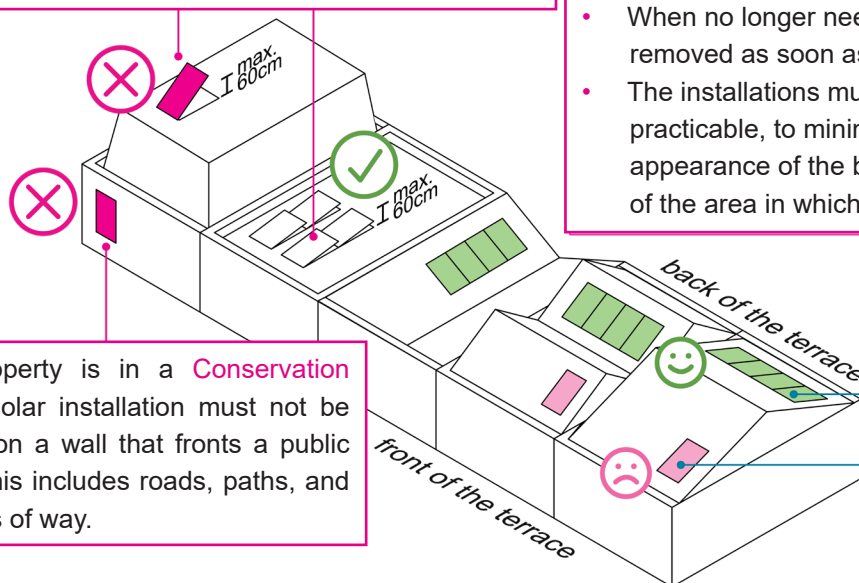 • When no longer nee
removed as soon as
• The installations mu
practicable, to minin
appearance of the b
of the area in which
max.
60cm
max.
60cm
back of the terrace
operty is in a Conservation
olar installation must not be
on a wall that fronts a public
his includes roads, paths, and
s of way.
front of the terrace